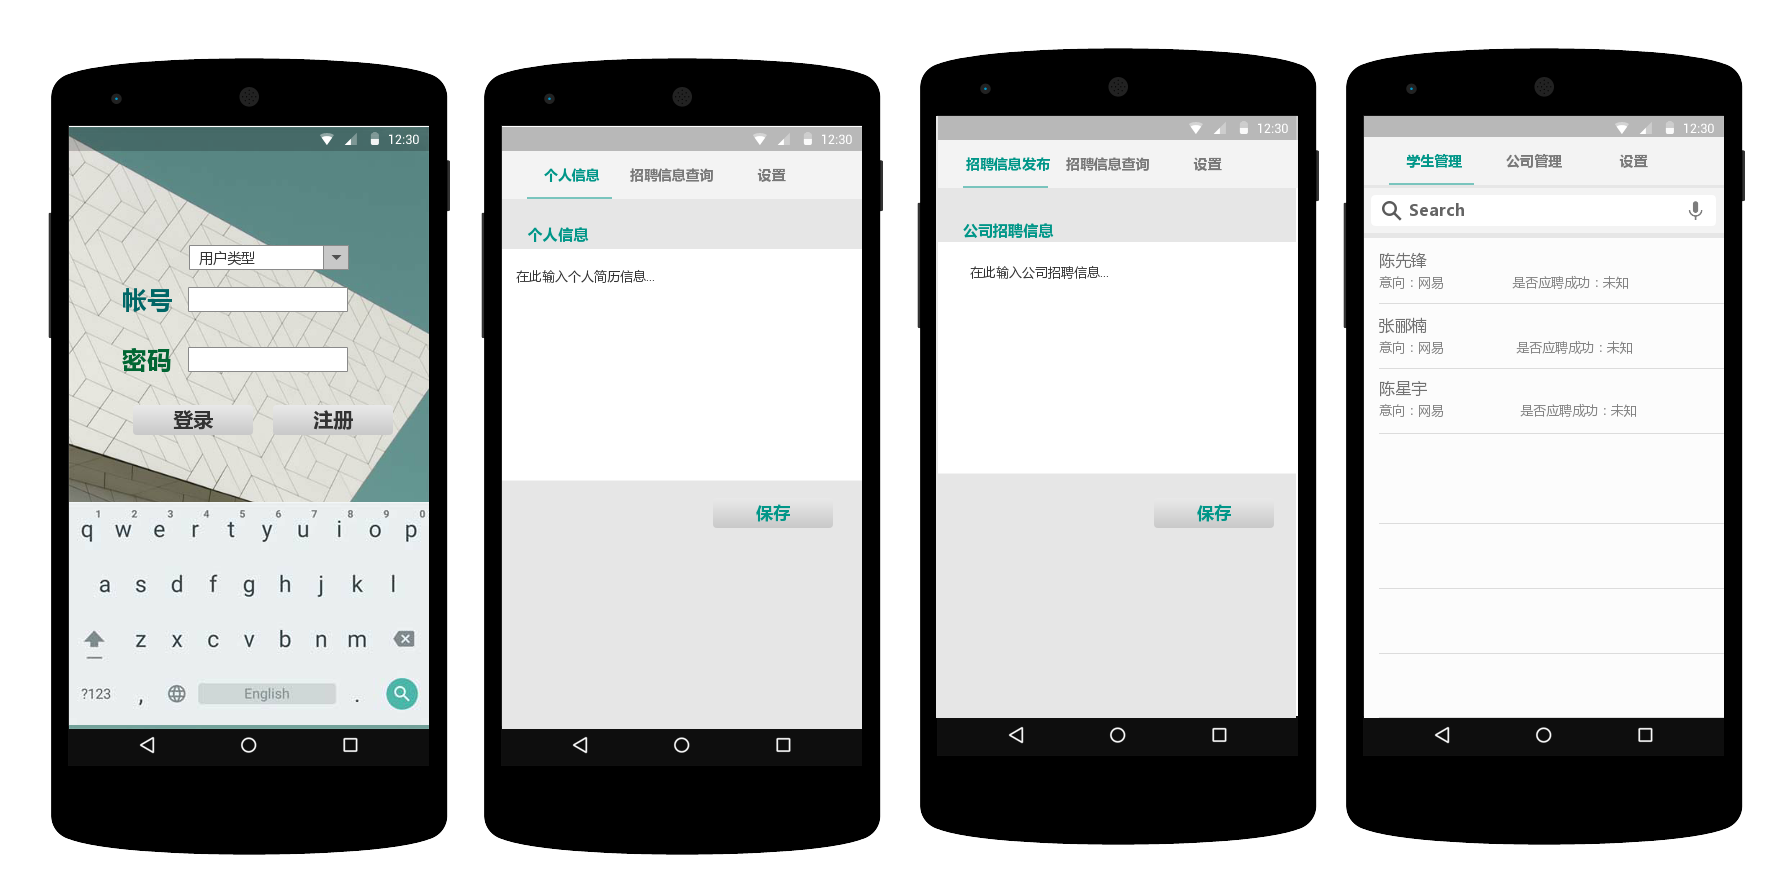 12:30
用户类型
帐号
密码
登录 注册
1 2 3 4 5 6 7 8 9 0
q w e r t y u i o p
a s d f g h j k l
z x c v b n m
?123 , English .
12:30
个人信息 招聘信息查询 设置
个人信息
在此输入个人简历信息...
保存
12:30
招聘信息发布 招聘信息查询 设置
公司招聘信息
在此输入公司招聘信息...
保存
12:30
学生管理 公司管理 设置
Search
陈先锋
意向：网易 是否应聘成功：未知
张郦楠
意向：网易 是否应聘成功：未知
陈星宇
意向：网易 是否应聘成功：未知